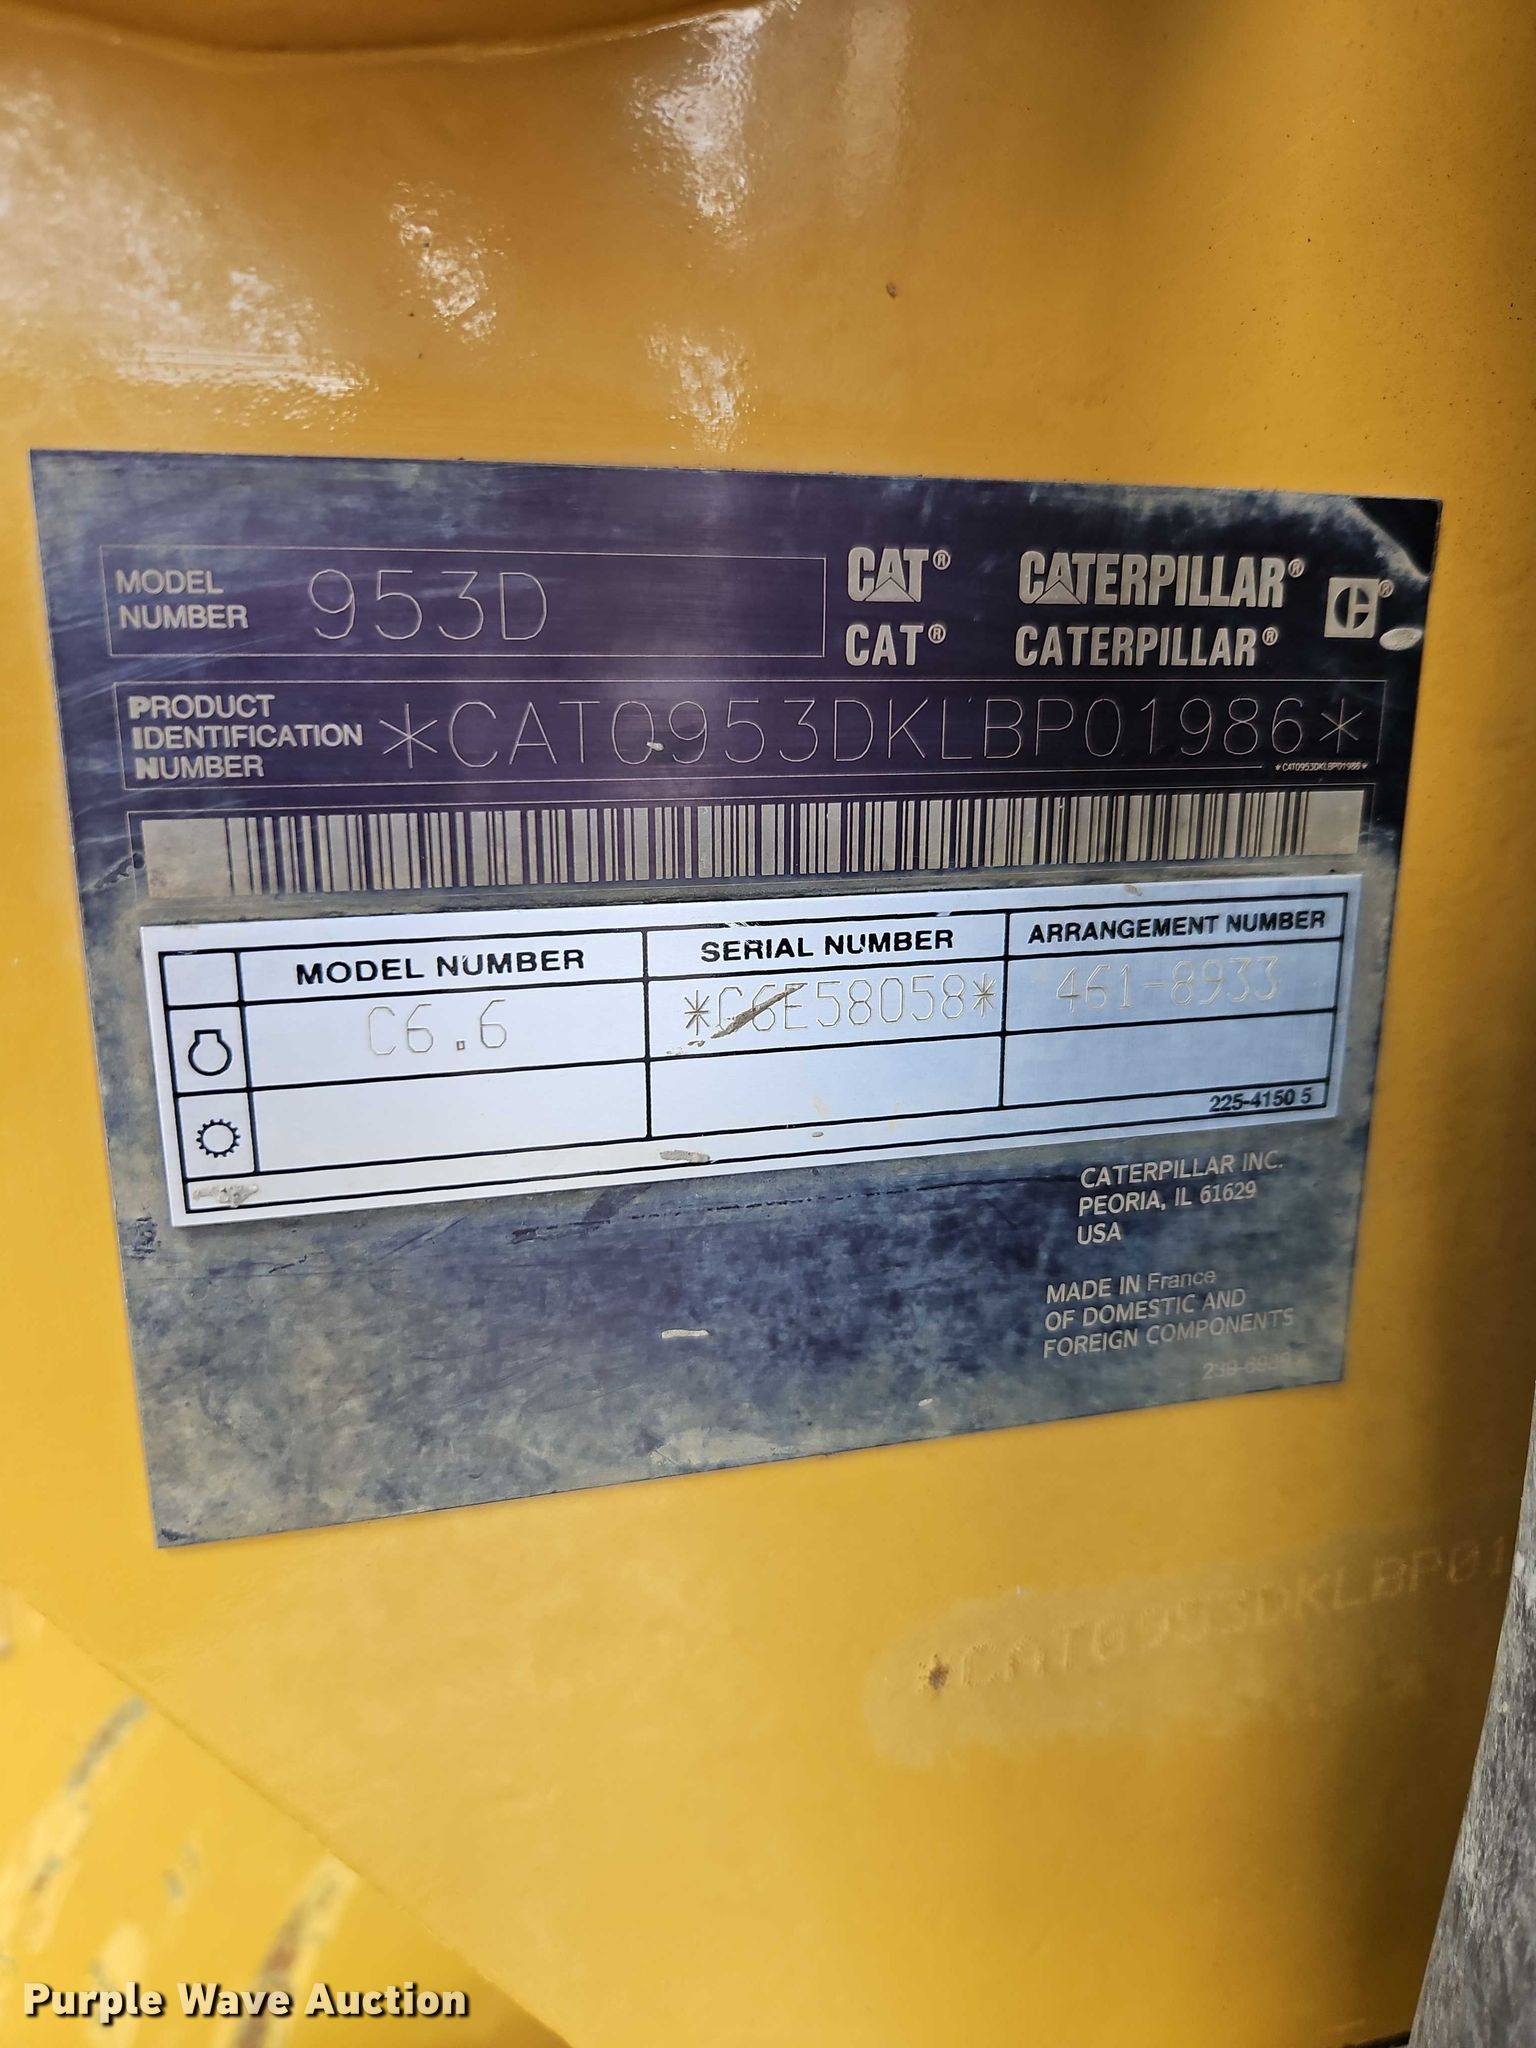 MODEL
NUMBER
953D
CAT® CATERPILLAR®
CAT® CATERPILLAR®
PRODUCT
IDENTIFICATION
NUMBER
*CAT0953DKLBP01986*
*CAT0953DKLBP01986*
MODEL NUMBER SERIAL NUMBER ARRANGEMENT NUMBER
C6.6 *C6E58058* 461-8933
225-4150 5
CATERPILLAR INC.
PEORIA, IL 61629
USA
MADE IN France
OF DOMESTIC AND
FOREIGN COMPONENTS
*CAT0953DKLBP01
Purple Wave Auction